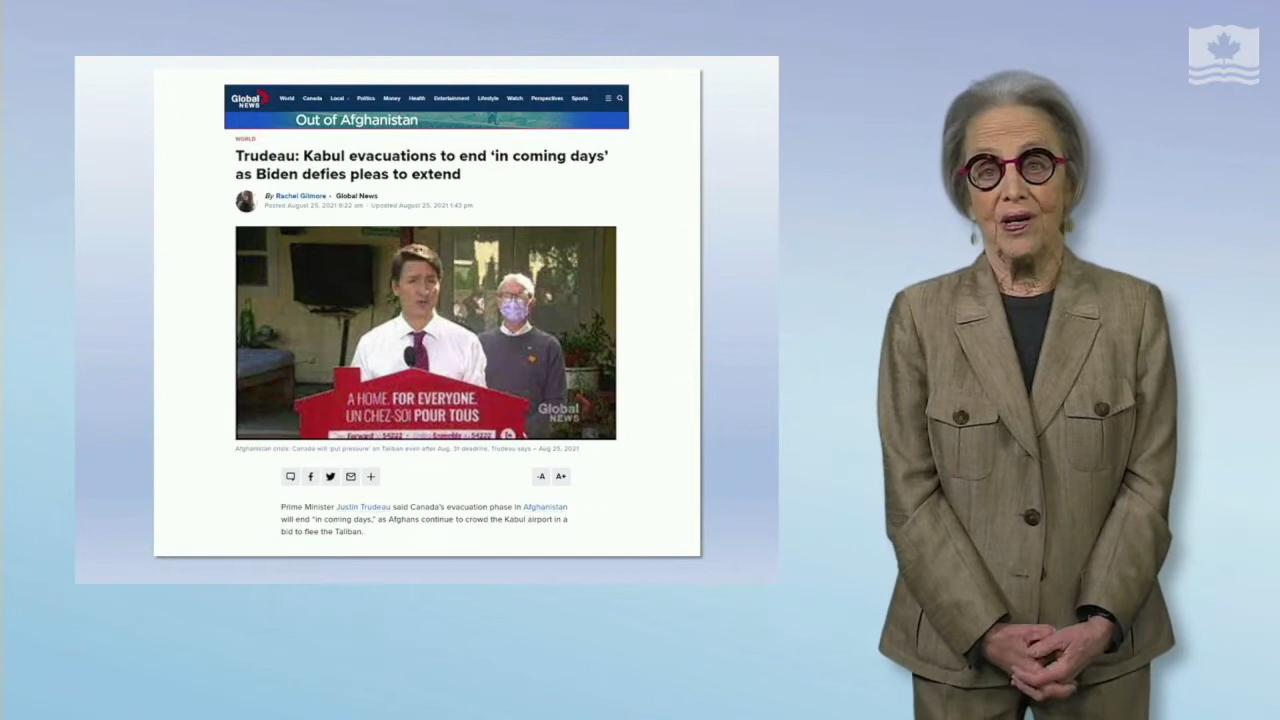 Global
NEWS
World Canada Local Politics Money Health Entertainment Lifestyle Watch Perspectives Sports
Out of Afghanistan
WORLD
Trudeau: Kabul evacuations to end ‘in coming days’
as Biden defies pleas to extend
By Rachel Gilmore • Global News
Posted August 25, 2021 9:22 am · Updated August 25, 2021 1:43 pm
A HOME. FOR EVERYONE.
UN CHEZ-SOI POUR TOUS
Global
NEWS
Afghanistan crisis: Canada will 'put pressure' on Taliban even after Aug. 31 deadline, Trudeau says – Aug 25, 2021
-A A+
Prime Minister Justin Trudeau said Canada's evacuation phase in Afghanistan
will end "in coming days," as Afghans continue to crowd the Kabul airport in a
bid to flee the Taliban.